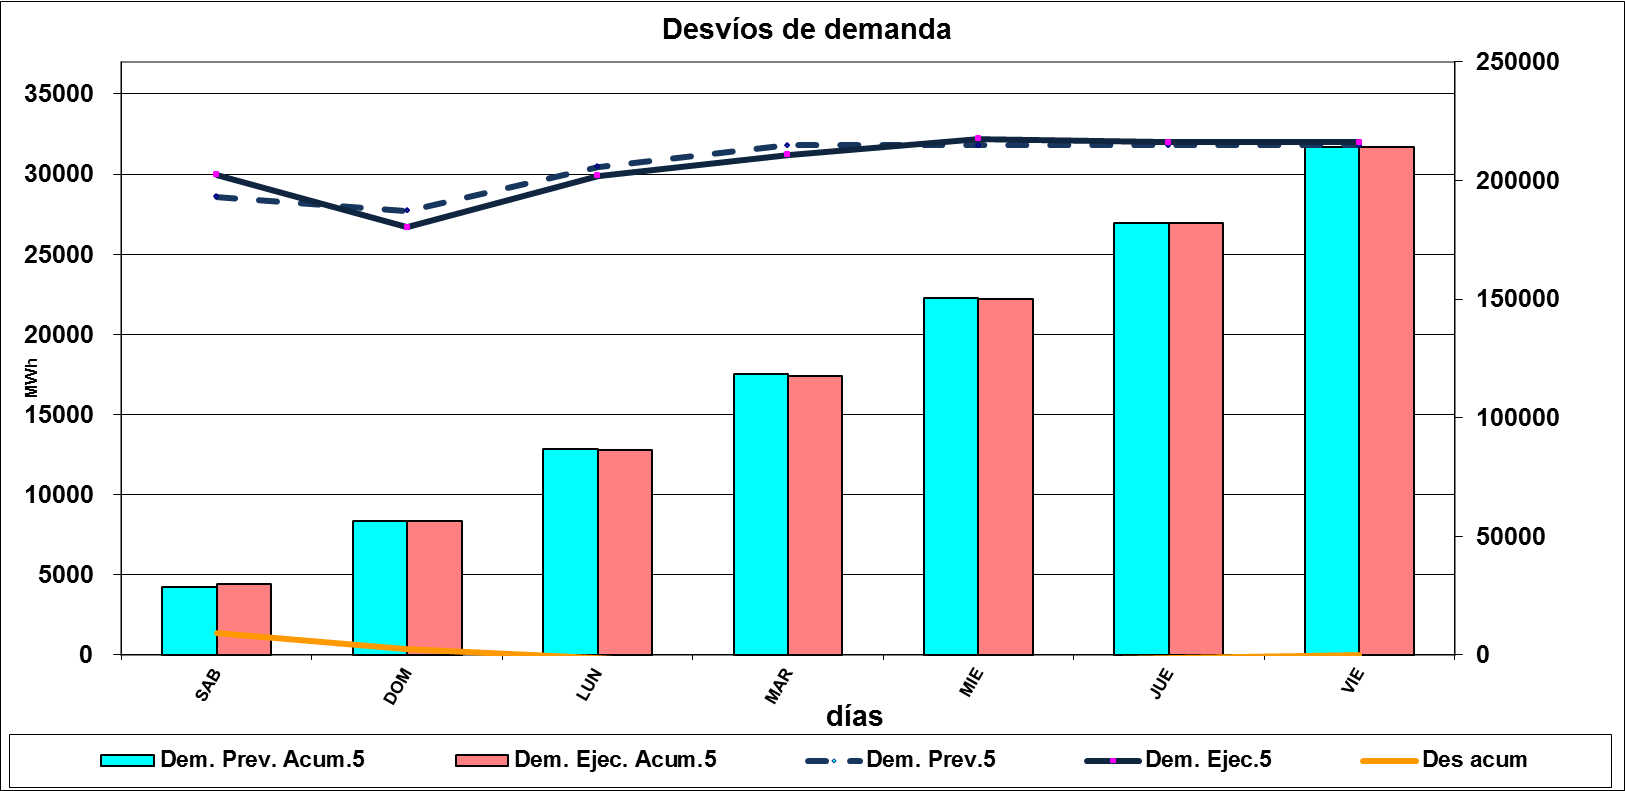 Desvíos de demanda
250000
35000
200000
30000
25000
150000
20000
MWh
15000
100000
10000
50000
5000
0
0
SAB
DOM
LUN
MAR
MIE
JUE
VIE
días
Dem. Prev. Acum.5
Dem. Ejec. Acum.5
Dem. Prev.5
Dem. Ejec.5
Des acum